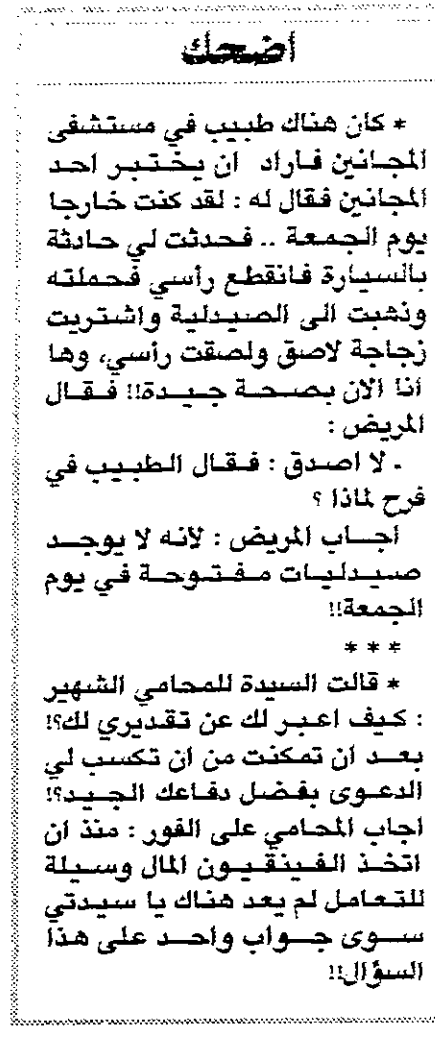 اضحك
* كان هناك طبيب في مستشفى
المجانين فاراد ان يختبر احد
المجانين فقال له : لقد كنت خارجا
يوم الجمعة .. فحدثت لي حادثة
بالسيارة فانقطع رأسي فحملته
ونهبت الى الصيدلية واشتريت
زجاجة لاصق ولصقت رأسي، وها
أنا الآن بصحة جيدة!! فقال
المريض :
- لا اصدق : فقال الطبيب في
فرح لماذا ؟
اجاب المريض : لأنه لا يوجد
صيدليات مفتوحة في يوم
الجمعة!!
* * *
* قالت السيدة للمحامي الشهير
: كيف اعبر لك عن تقديري لك؟!
بعد ان تمكنت من ان تكسب لي
الدعوى بفضل دفاعك الجيد؟!
اجاب المحامي على الفور : منذ ان
اتخذ الفينقيون المال وسيلة
للتعامل لم يعد هناك يا سيدتي
سوى جواب واحد على هذا
السؤال!!